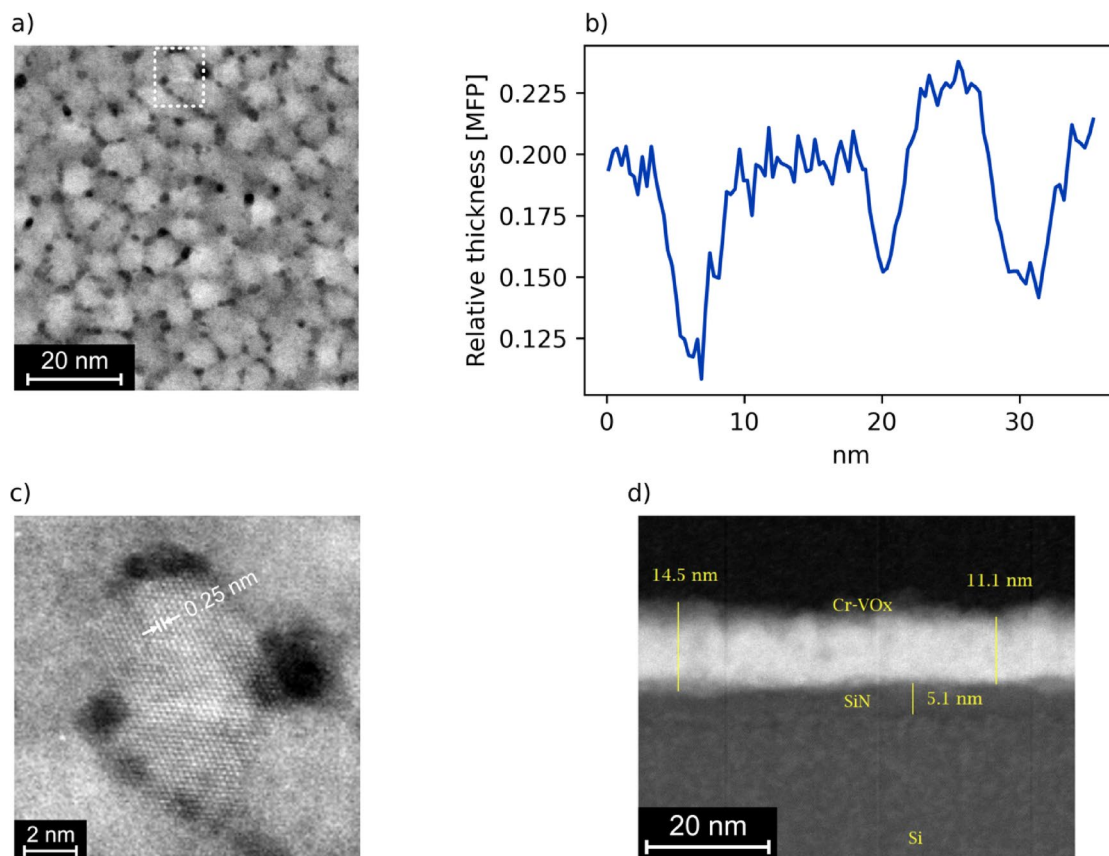 a)
20 nm
b)
Relative thickness [MFP]
0.225
0.200
0.175
0.150
0.125
0
10
20
30
nm
c)
0.25 nm
2 nm
d)
14.5 nm
11.1 nm
Cr-VOx
SiN
5.1 nm
20 nm
Si